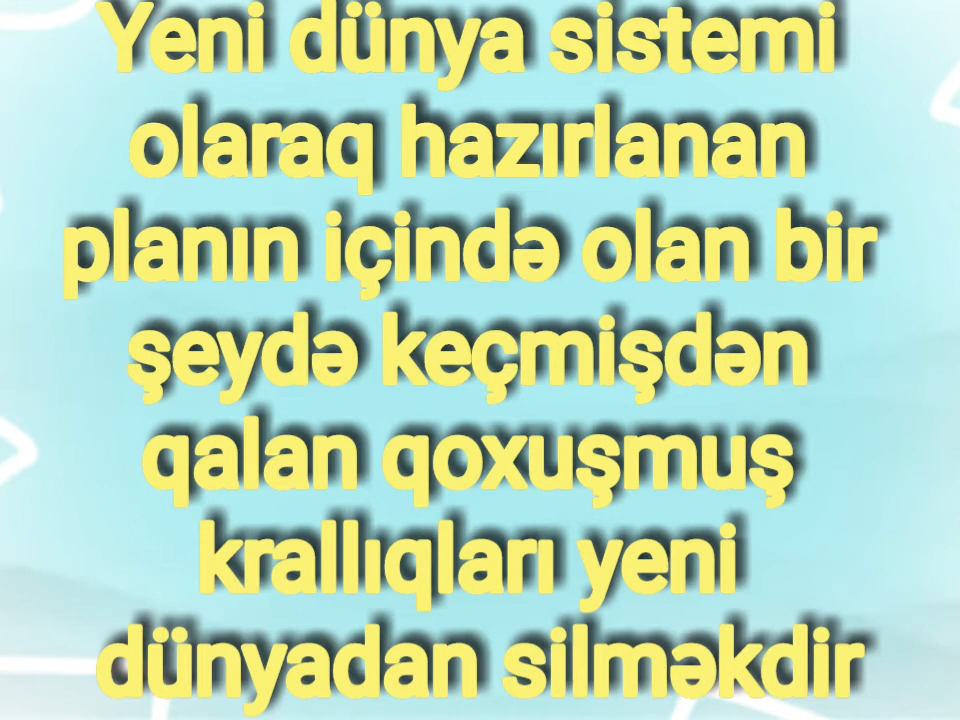 Yeni dünya sistemi
olaraq hazırlanan
planın içində olan bir
şeydə keçmişdən
qalan qoxuşmuş
krallıqları yeni
dünyadan silməkdir